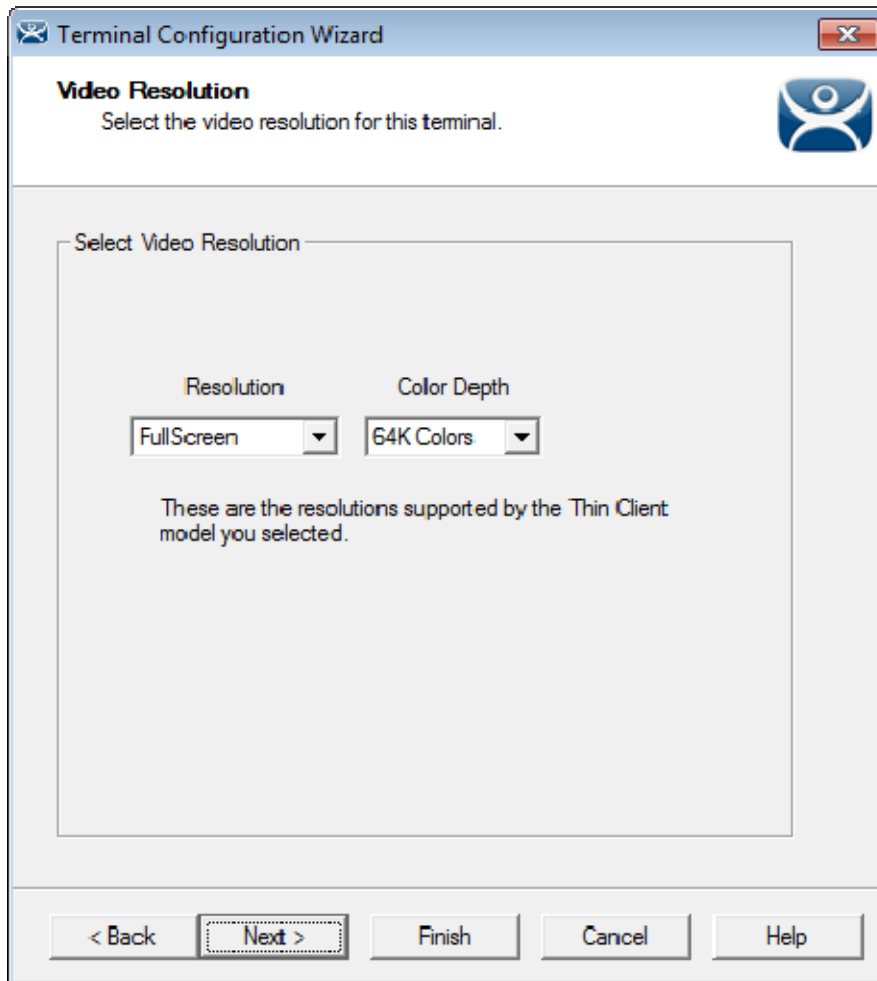 Terminal Configuration Wizard
Video Resolution
Select the video resolution for this terminal.
Select Video Resolution
Resolution Color Depth
FullScreen 64K Colors
These are the resolutions supported by the Thin Client
model you selected.
< Back Next > Finish Cancel Help